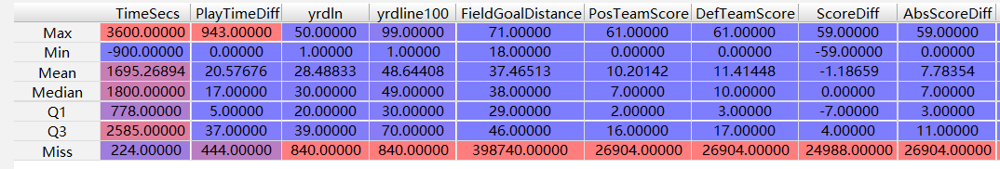 TimeSecs PlayTimeDiff yrdln yrdline100 FieldGoalDistance PosTeamScore DefTeamScore ScoreDiff AbsScoreDiff
Max 3600.00000 943.00000 50.00000 99.00000 71.00000 61.00000 61.00000 59.00000 59.00000
Min -900.00000 0.00000 1.00000 1.00000 18.00000 0.00000 0.00000 -59.00000 0.00000
Mean 1695.26894 20.57676 28.48833 48.64408 37.46513 10.20142 11.41448 -1.18659 7.78354
Median 1800.00000 17.00000 30.00000 49.00000 38.00000 7.00000 10.00000 0.00000 7.00000
Q1 778.00000 5.00000 20.00000 30.00000 29.00000 2.00000 3.00000 -7.00000 3.00000
Q3 2585.00000 37.00000 39.00000 70.00000 46.00000 16.00000 17.00000 4.00000 11.00000
Miss 224.00000 444.00000 840.00000 840.00000 398740.00000 26904.00000 26904.00000 24988.00000 26904.00000